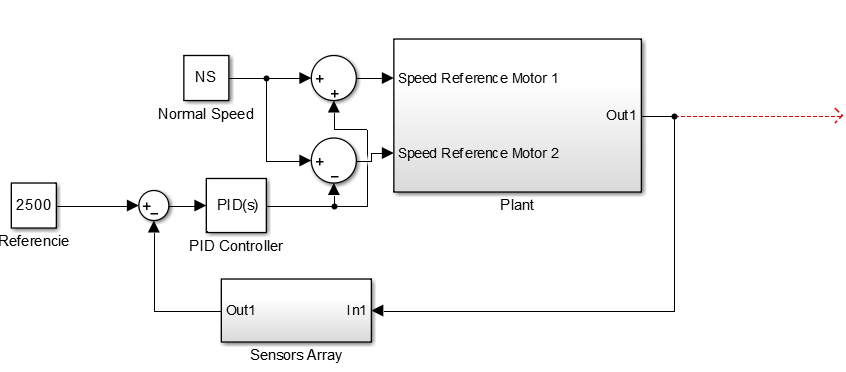 NS
Normal Speed
+
+
Speed Reference Motor 1
Out1
+
−
Speed Reference Motor 2
Plant
2500
Referencie
+
−
PID(s)
PID Controller
Out1
In1
Sensors Array